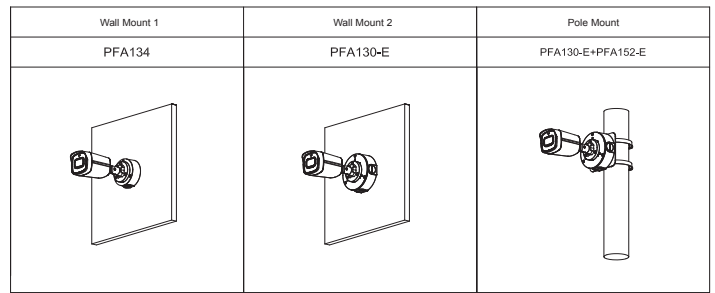 Wall Mount 1
Wall Mount 2
Pole Mount
PFA134
PFA130-E
PFA130-E+PFA152-E